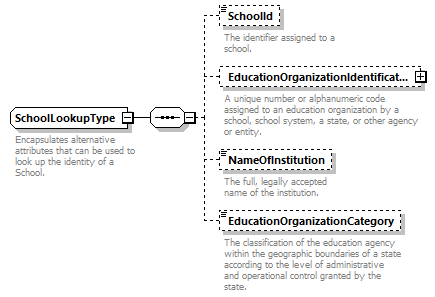 SchoolId
The identifier assigned to a
school.
EducationOrganizationIdentificat...
A unique number or alphanumeric code
assigned to an education organization by a
school, school system, a state, or other agency
or entity.
SchoolLookupType
Encapsulates alternative
attributes that can be used to
look up the identity of a
School.
NameOfInstitution
The full, legally accepted
name of the institution.
EducationOrganizationCategory
The classification of the education agency
within the geographic boundaries of a state
according to the level of administrative
and operational control granted by the
state.